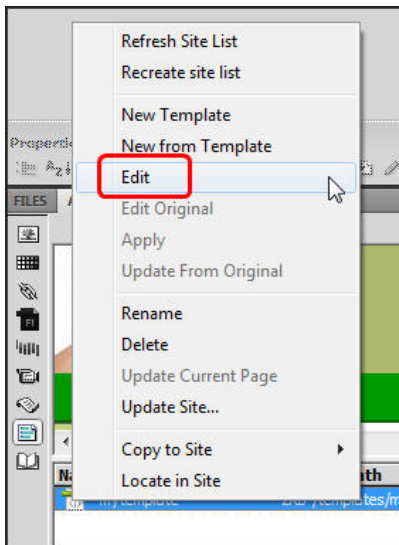 Refresh Site List
Recreate site list
New Template
New from Template
Edit
Edit Original
Apply
Update From Original
Rename
Delete
Update Current Page
Update Site...
Copy to Site
Locate in Site
FILES
mytemplate